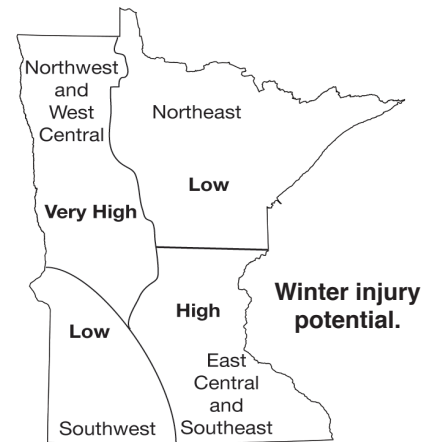 Northwest
and
West
Central
Very High
Northeast
Low
Winter injury
potential.
Low
Southwest
High
East
Central
and
Southeast